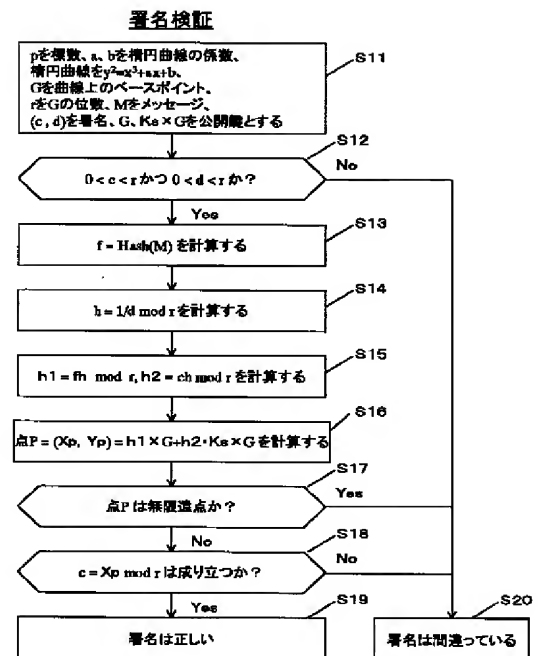 署名検証
pを標数、a、bを楕円曲線の係数、
楕円曲線をy²=x³+ax+b、
Gを曲線上のベースポイント、
rをGの位数、Mをメッセージ、
(c , d)を署名、G、Ks×Gを公開鍵とする
S11
S12
0 < c < r かつ 0 < d < r か？
No
Yes
S13
f = Hash(M) を計算する
S14
h = 1/d mod r を計算する
S15
h1 = fh mod r, h2 = ch mod r を計算する
S16
点P = (Xp, Yp) = h1 × G+h2・Ks × G を計算する
S17
点P は無限遠点か？
Yes
No
S18
c = Xp mod r は成り立つか？
No
Yes
S19
署名は正しい
S20
署名は間違っている